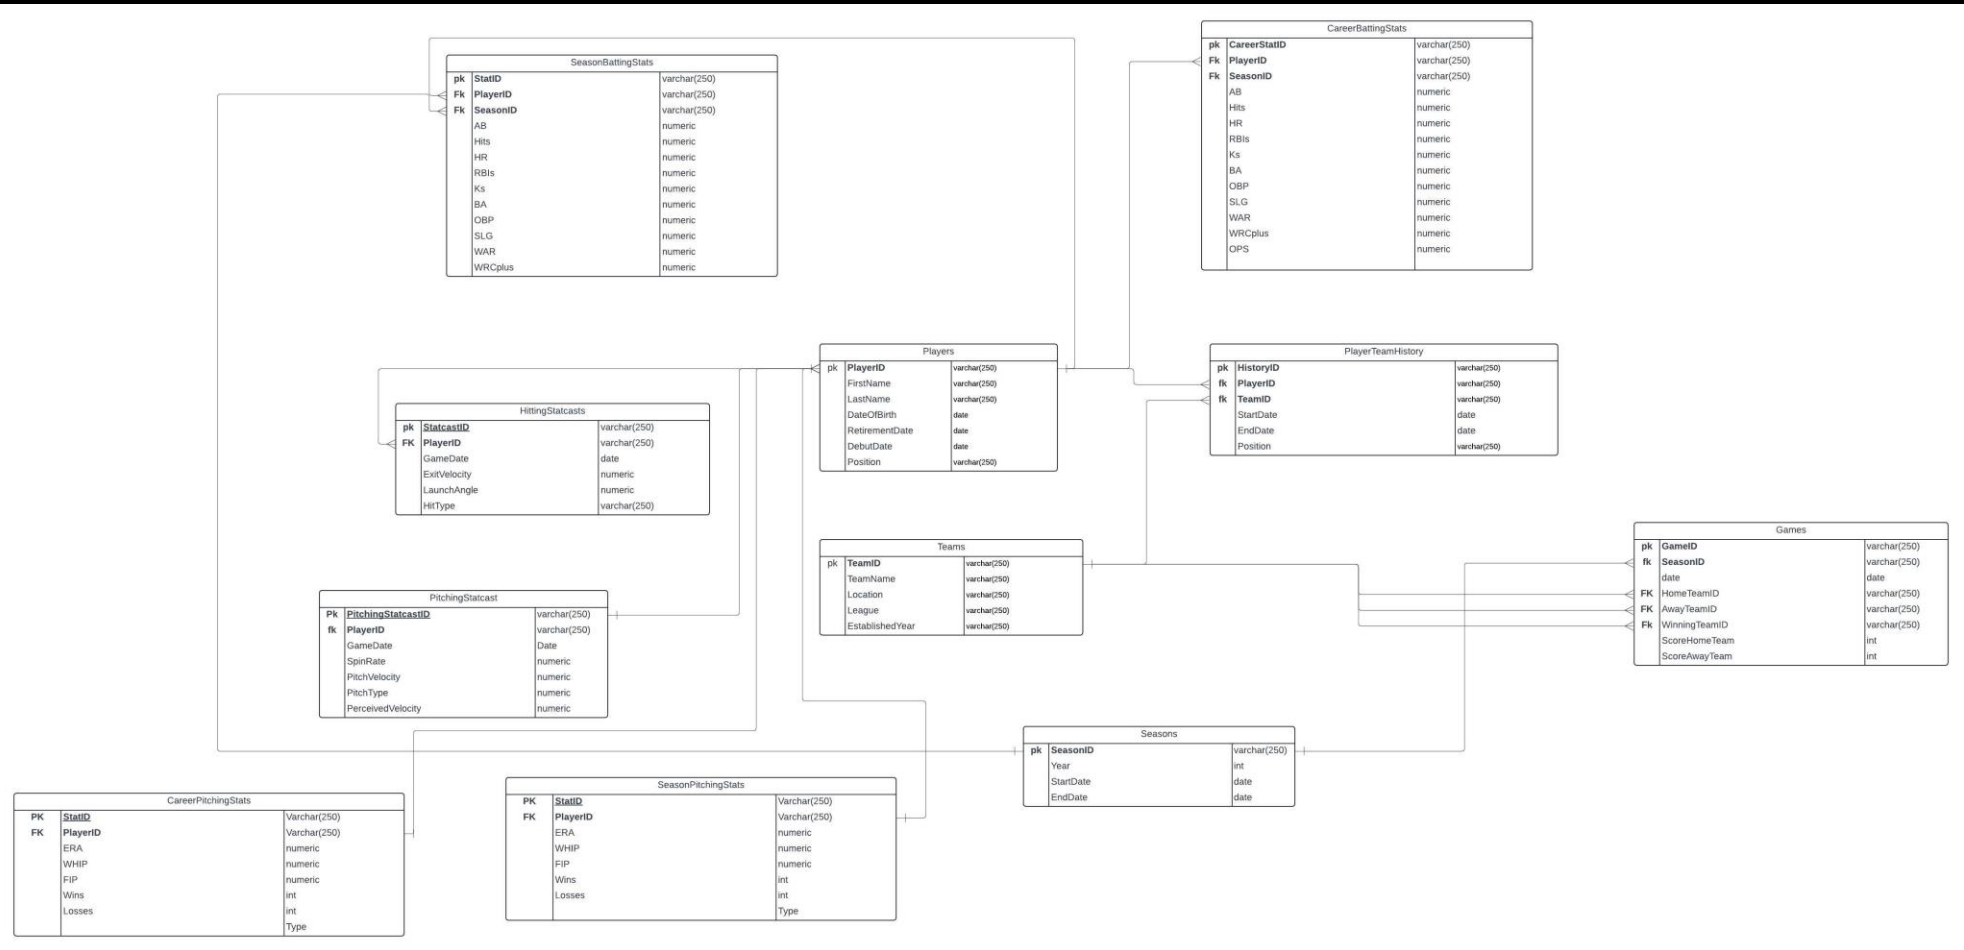 CareerBattingStats
pk CareerStatID varchar(250)
Fk PlayerID varchar(250)
Fk SeasonID varchar(250)
AB numeric
Hits numeric
HR numeric
RBIs numeric
Ks numeric
BA numeric
OBP numeric
SLG numeric
WAR numeric
WRCplus numeric
OPS numeric
SeasonBattingStats
pk StatID varchar(250)
Fk PlayerID varchar(250)
Fk SeasonID varchar(250)
AB numeric
Hits numeric
HR numeric
RBIs numeric
Ks numeric
BA numeric
OBP numeric
SLG numeric
WAR numeric
WRCplus numeric
Players
pk PlayerID varchar(250)
FirstName varchar(250)
LastName varchar(250)
DateOfBirth date
RetirementDate date
DebutDate date
Position varchar(250)
PlayerTeamHistory
pk HistoryID varchar(250)
fk PlayerID varchar(250)
fk TeamID varchar(250)
StartDate date
EndDate date
Position varchar(250)
HittingStatcasts
pk StatcastID varchar(250)
FK PlayerID varchar(250)
GameDate date
ExitVelocity numeric
LaunchAngle numeric
HitType varchar(250)
Teams
pk TeamID varchar(250)
TeamName varchar(250)
Location varchar(250)
League varchar(250)
EstablishedYear varchar(250)
Games
pk GameID varchar(250)
fk SeasonID varchar(250)
date date
FK HomeTeamID varchar(250)
FK AwayTeamID varchar(250)
Fk WinningTeamID varchar(250)
ScoreHomeTeam int
ScoreAwayTeam int
PitchingStatcast
Pk PitchingStatcastID varchar(250)
fk PlayerID varchar(250)
GameDate Date
SpinRate numeric
PitchVelocity numeric
PitchType numeric
PerceivedVelocity numeric
Seasons
pk SeasonID varchar(250)
Year int
StartDate date
EndDate date
SeasonPitchingStats
PK StatID Varchar(250)
FK PlayerID Varchar(250)
ERA numeric
WHIP numeric
FIP numeric
Wins int
Losses int
Type
CareerPitchingStats
PK StatID Varchar(250)
FK PlayerID Varchar(250)
ERA numeric
WHIP numeric
FIP numeric
Wins int
Losses int
Type